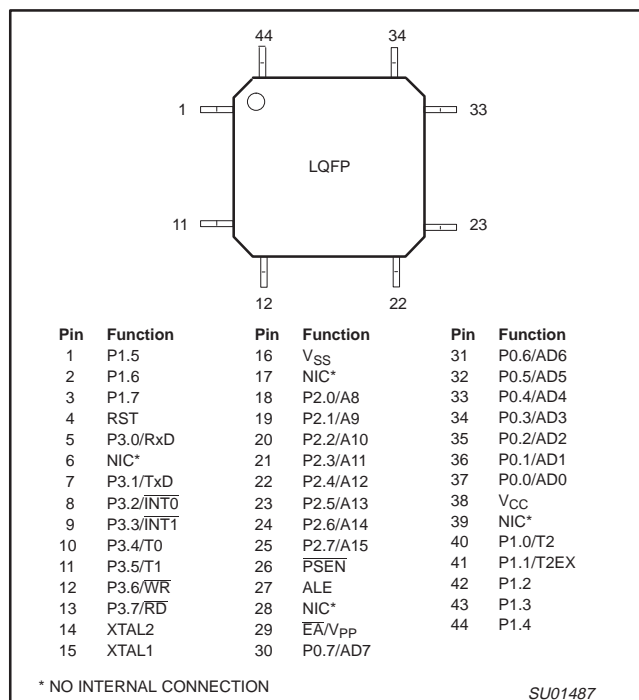 44 34
1 33
LQFP
11 23
12 22
Pin Function Pin Function Pin Function
1 P1.5 16 VSS 31 P0.6/AD6
2 P1.6 17 NIC* 32 P0.5/AD5
3 P1.7 18 P2.0/A8 33 P0.4/AD4
4 RST 19 P2.1/A9 34 P0.3/AD3
5 P3.0/RxD 20 P2.2/A10 35 P0.2/AD2
6 NIC* 21 P2.3/A11 36 P0.1/AD1
7 P3.1/TxD 22 P2.4/A12 37 P0.0/AD0
8 P3.2/I̅N̅T̅0̅ 23 P2.5/A13 38 VCC
9 P3.3/I̅N̅T̅1̅ 24 P2.6/A14 39 NIC*
10 P3.4/T0 25 P2.7/A15 40 P1.0/T2
11 P3.5/T1 26 P̅S̅E̅N̅ 41 P1.1/T2EX
12 P3.6/W̅R̅ 27 ALE 42 P1.2
13 P3.7/R̅D̅ 28 NIC* 43 P1.3
14 XTAL2 29 E̅A̅/VPP 44 P1.4
15 XTAL1 30 P0.7/AD7
* NO INTERNAL CONNECTION
SU01487